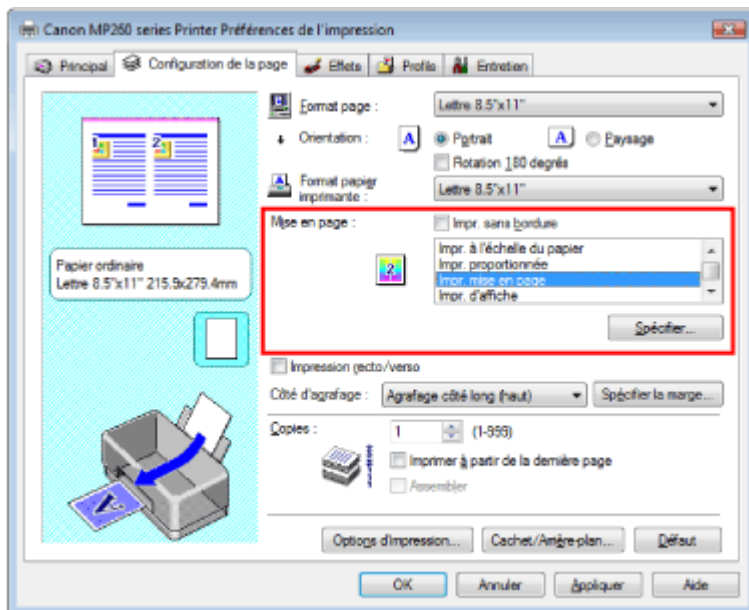 Canon MP260 series Printer Préférences de l'impression
Principal Configuration de la page Effets Profils Entretien
Format page : Lettre 8.5"x11"
Orientation : A Portrait A Paysage
Rotation 180 degrés
Format papier imprimante : Lettre 8.5"x11"
Mise en page : Impr. sans bordure
Impr. à l'échelle du papier
Impr. proportionnée
Impr. mise en page
Impr. d'affiche
Spécifier...
1 2
2
Papier ordinaire
Lettre 8.5"x11" 215.9x279.4mm
Impression recto/verso
Côté d'agrafage : Agrafage côté long (haut) Spécifier la marge...
Copies : 1 (1-999)
Imprimer à partir de la dernière page
Assembler
Options d'impression... Cachet/Arrière-plan... Défaut
OK Annuler Appliquer Aide